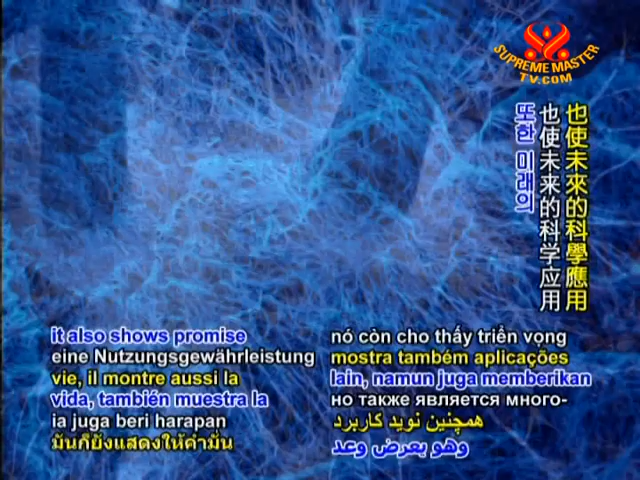 SUPREME MASTER
TV.COM
也使未來的科學應用
也使未来的科学应用
또한 미래의
it also shows promise
eine Nutzungsgewährleistung
vie, il montre aussi la
vida, también muestra la
ia juga beri harapan
มันก็ยังแสดงให้คำมั่น
nó còn cho thấy triển vọng
mostra também aplicações
lain, namun juga memberikan
но также является много-
همچنین نوید کاربرد
وهو يعرض وعد